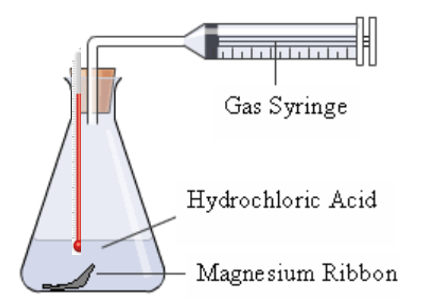 Gas Syringe
Hydrochloric Acid
Magnesium Ribbon